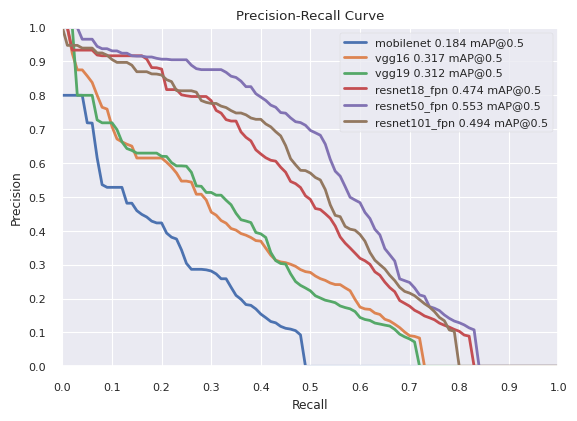 Precision-Recall Curve
mobilenet 0.184 mAP@0.5
vgg16 0.317 mAP@0.5
vgg19 0.312 mAP@0.5
resnet18_fpn 0.474 mAP@0.5
resnet50_fpn 0.553 mAP@0.5
resnet101_fpn 0.494 mAP@0.5
Precision
1.0
0.9
0.8
0.7
0.6
0.5
0.4
0.3
0.2
0.1
0.0
0.0 0.1 0.2 0.3 0.4 0.5 0.6 0.7 0.8 0.9 1.0
Recall